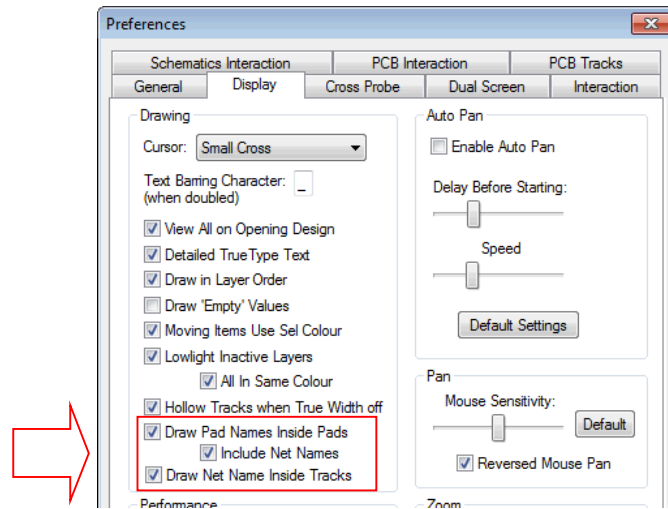 Preferences
Schematics Interaction
PCB Interaction
PCB Tracks
General
Display
Cross Probe
Dual Screen
Interaction
Drawing
Cursor: Small Cross
Text Barring Character: _
(when doubled)
View All on Opening Design
Detailed TrueType Text
Draw in Layer Order
Draw 'Empty' Values
Moving Items Use Sel Colour
Lowlight Inactive Layers
All In Same Colour
Hollow Tracks when True Width off
Draw Pad Names Inside Pads
Include Net Names
Draw Net Name Inside Tracks
Performance
Auto Pan
Enable Auto Pan
Delay Before Starting:
Speed
Default Settings
Pan
Mouse Sensitivity:
Default
Reversed Mouse Pan
Zoom